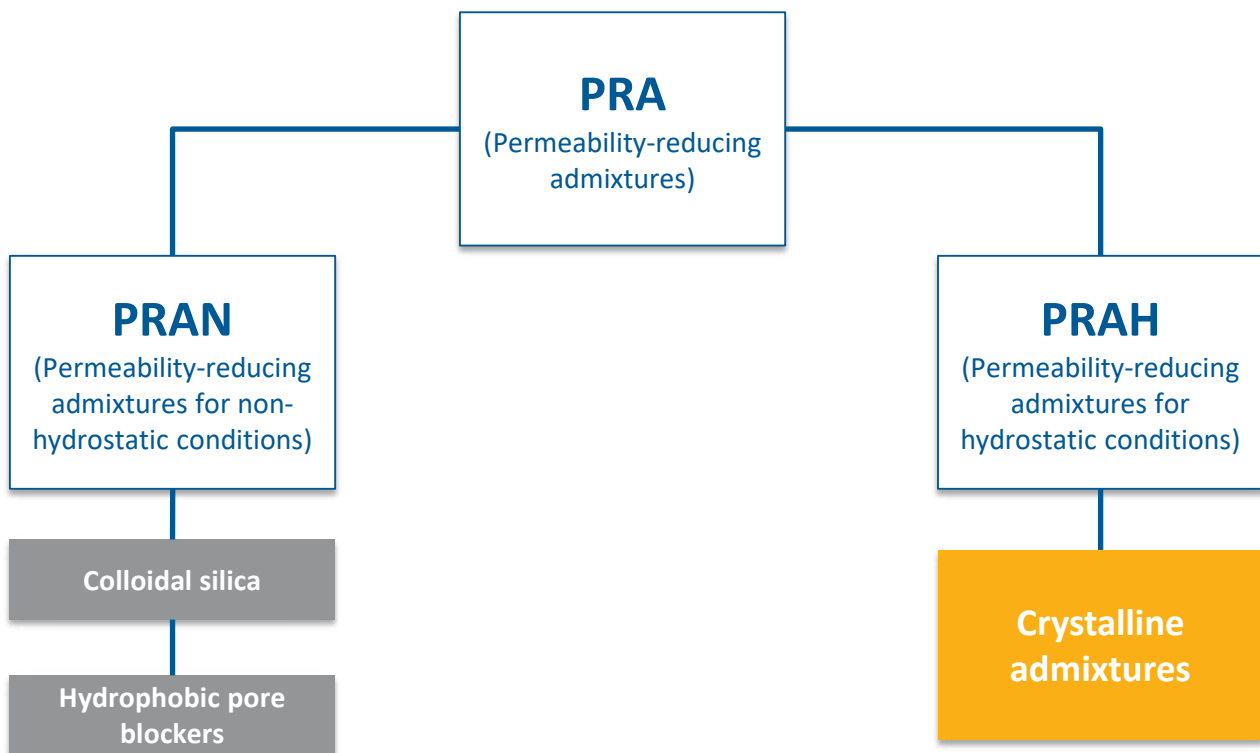 PRA
(Permeability-reducing
admixtures)
PRAN
(Permeability-reducing
admixtures for non-
hydrostatic conditions)
PRAH
(Permeability-reducing
admixtures for
hydrostatic conditions)
Colloidal silica
Hydrophobic pore
blockers
Crystalline
admixtures